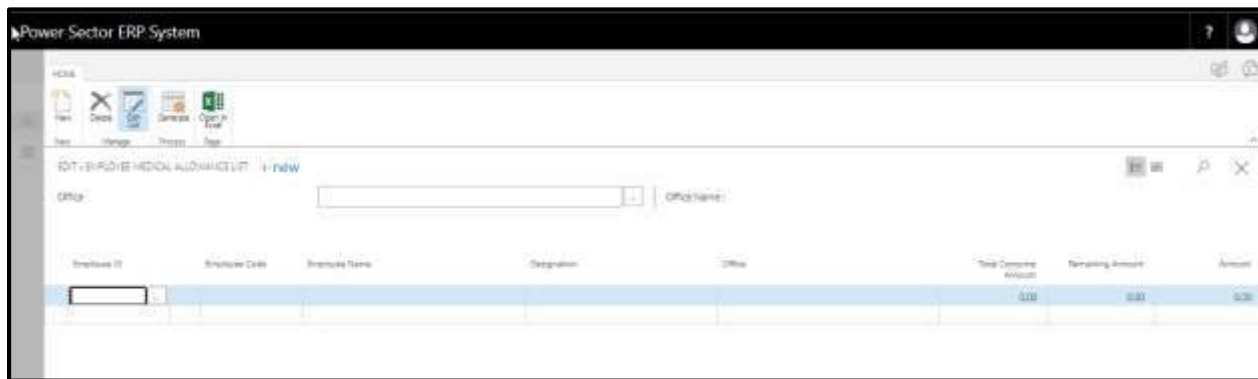 Power Sector ERP System
?
HOME
New Delete Edit List Generate Open in Excel
New Manage Process Page
EDIT - EMPLOYEE MEDICAL ALLOWANCE LIST + new
Office ... Office Name :
Employee ID Employee Code Employee Name Designation Office Total Consume Amount Remaining Amount Amount
... 0.00 0.00 0.00